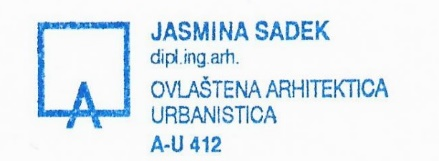 JASMINA SADEK
dipl.ing.arh.
OVLAŠTENA ARHITEKTICA
URBANISTICA
A-U 412